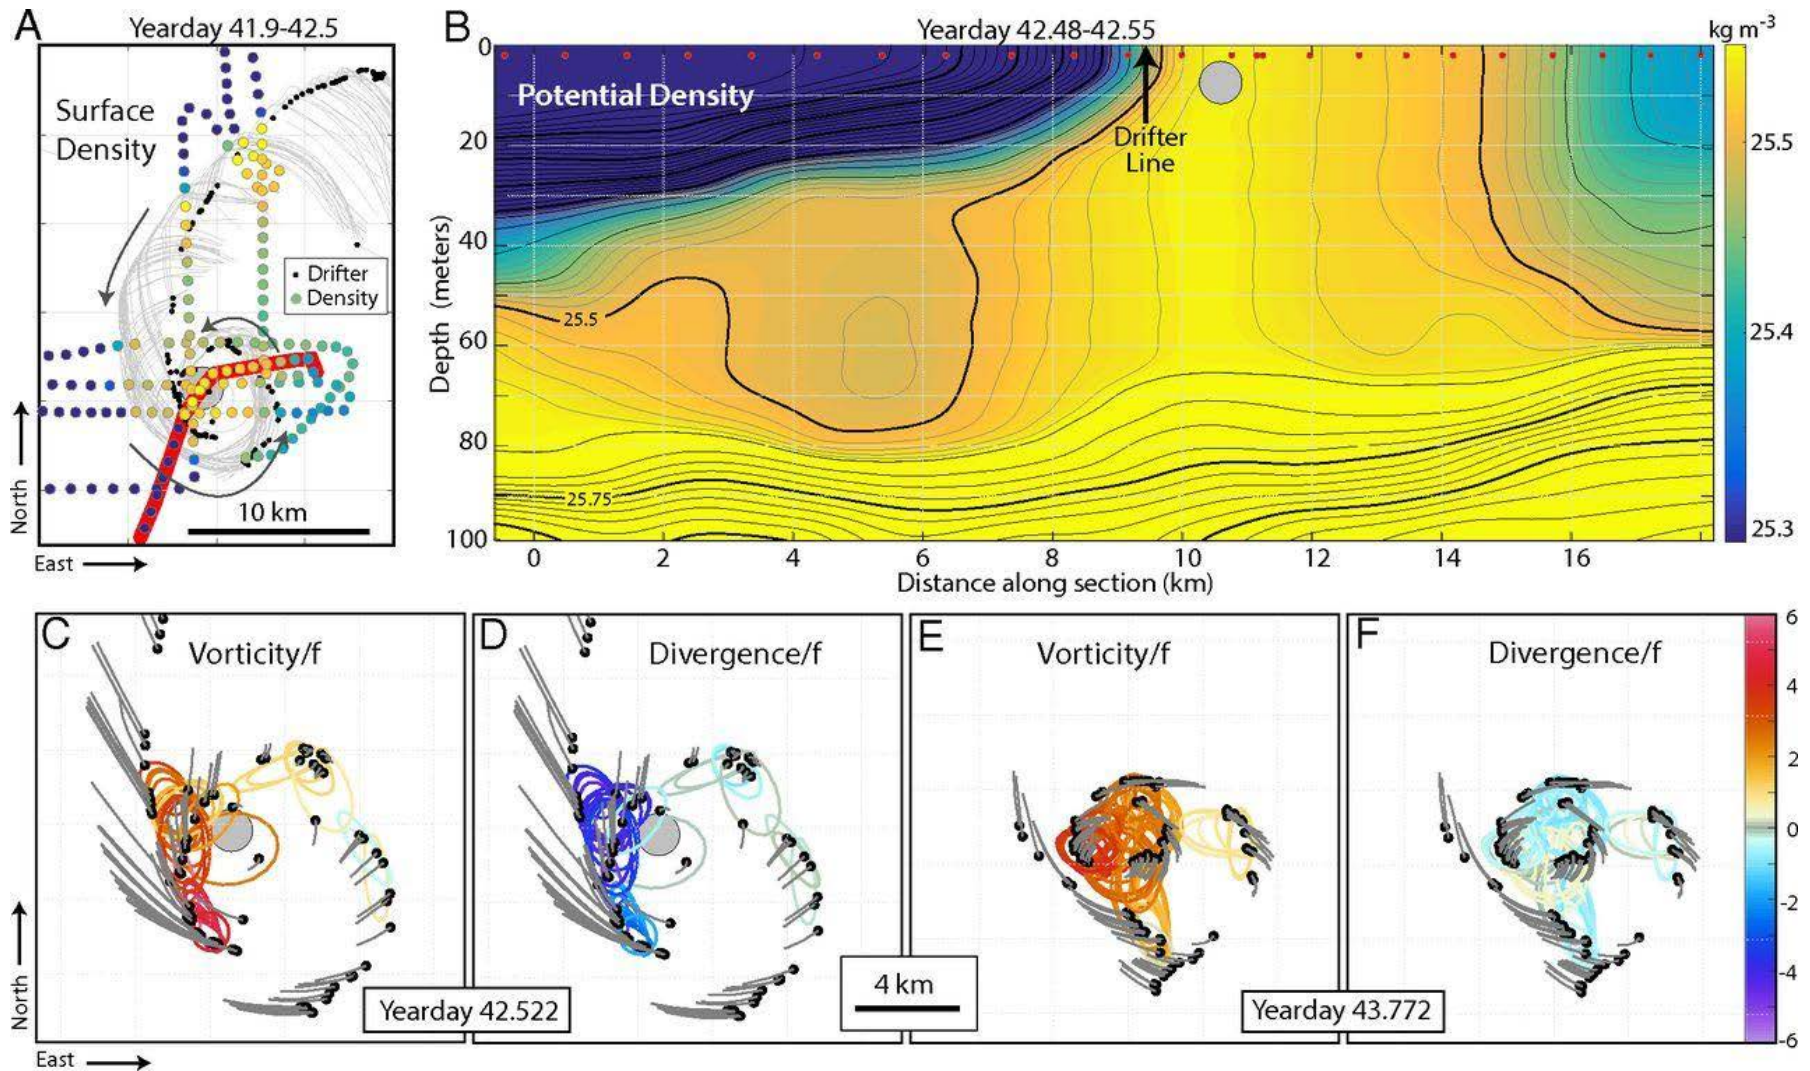 A
Yearday 41.9-42.5
Surface
Density
• Drifter
Density
10 km
North
East
B
Yearday 42.48-42.55
kg m-3
Potential Density
Drifter
Line
25.5
25.75
0
20
40
60
80
100
Depth (meters)
0 2 4 6 8 10 12 14 16
Distance along section (km)
25.5
25.4
25.3
C
Vorticity/f
D
Divergence/f
E
Vorticity/f
F
Divergence/f
6
4
2
0
-2
-4
-6
Yearday 42.522
4 km
Yearday 43.772
North
East